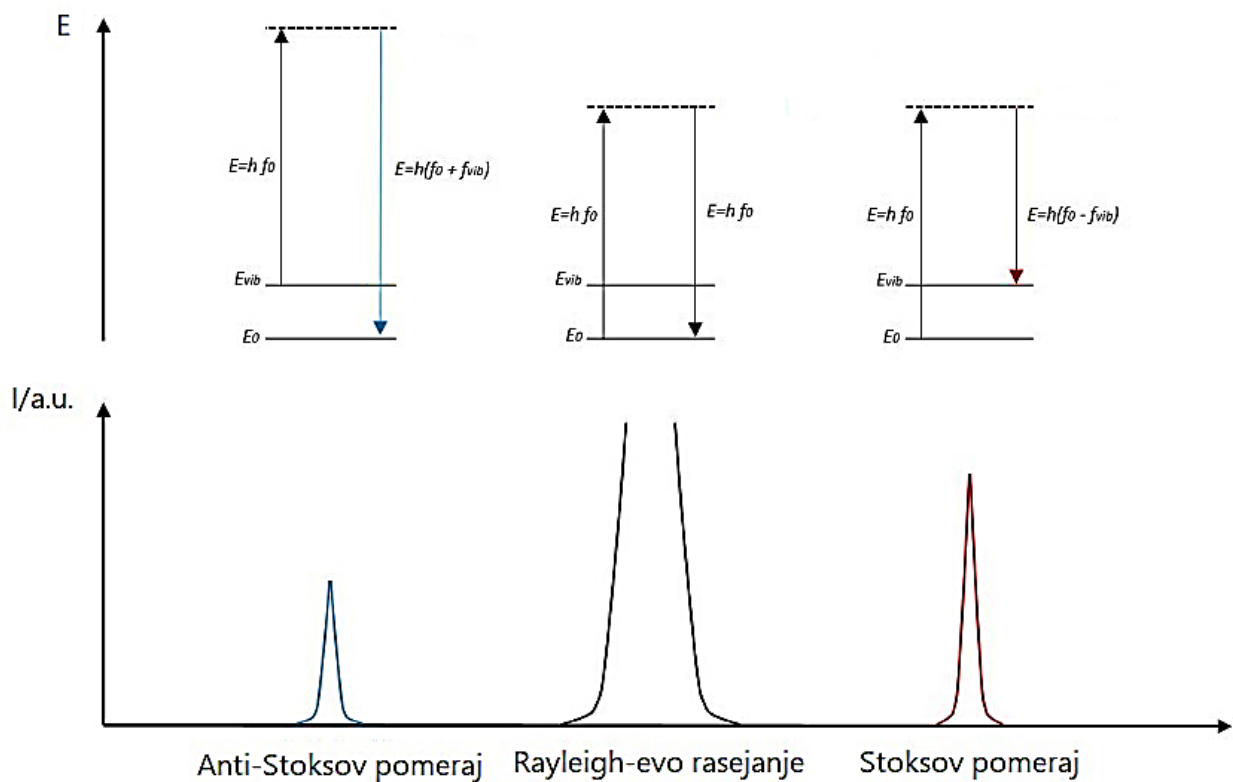 E
E=h f0
E=h(f0 + fvib)
Evib
E0
E=h f0
E=h f0
Evib
E0
E=h f0
E=h(f0 - fvib)
Evib
E0
I/a.u.
Anti-Stoksov pomeraj
Rayleigh-evo rasejanje
Stoksov pomeraj